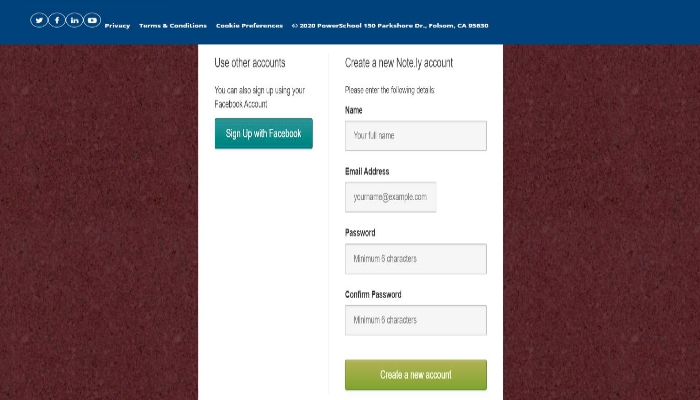 Privacy Terms & Conditions Cookie Preferences © 2020 PowerSchool 150 Parkshore Dr., Folsom, CA 95630
Use other accounts
You can also sign up using your
Facebook Account
Sign Up with Facebook
Create a new Note.ly account
Please enter the following details:
Name
Your full name
Email Address
yourname@example.com
Password
Minimum 6 characters
Confirm Password
Minimum 6 characters
Create a new account